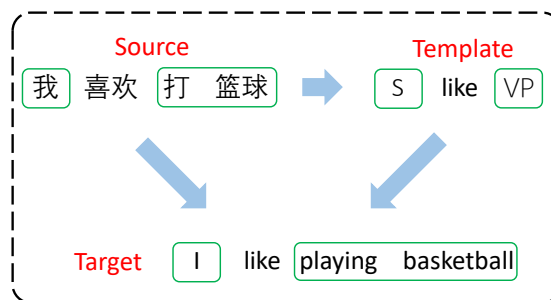 Source Template
我 喜欢 打 篮球 S like VP
Target I like playing basketball